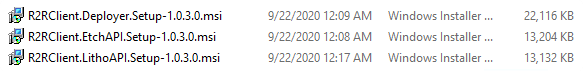 R2RClient.Deployer.Setup-1.0.3.0.msi 9/22/2020 12:09 AM Windows Installer ... 22,116 KB
R2RClient.EtchAPI.Setup-1.0.3.0.msi 9/22/2020 12:08 AM Windows Installer ... 13,204 KB
R2RClient.LithoAPI.Setup-1.0.3.0.msi 9/22/2020 12:17 AM Windows Installer ... 13,132 KB